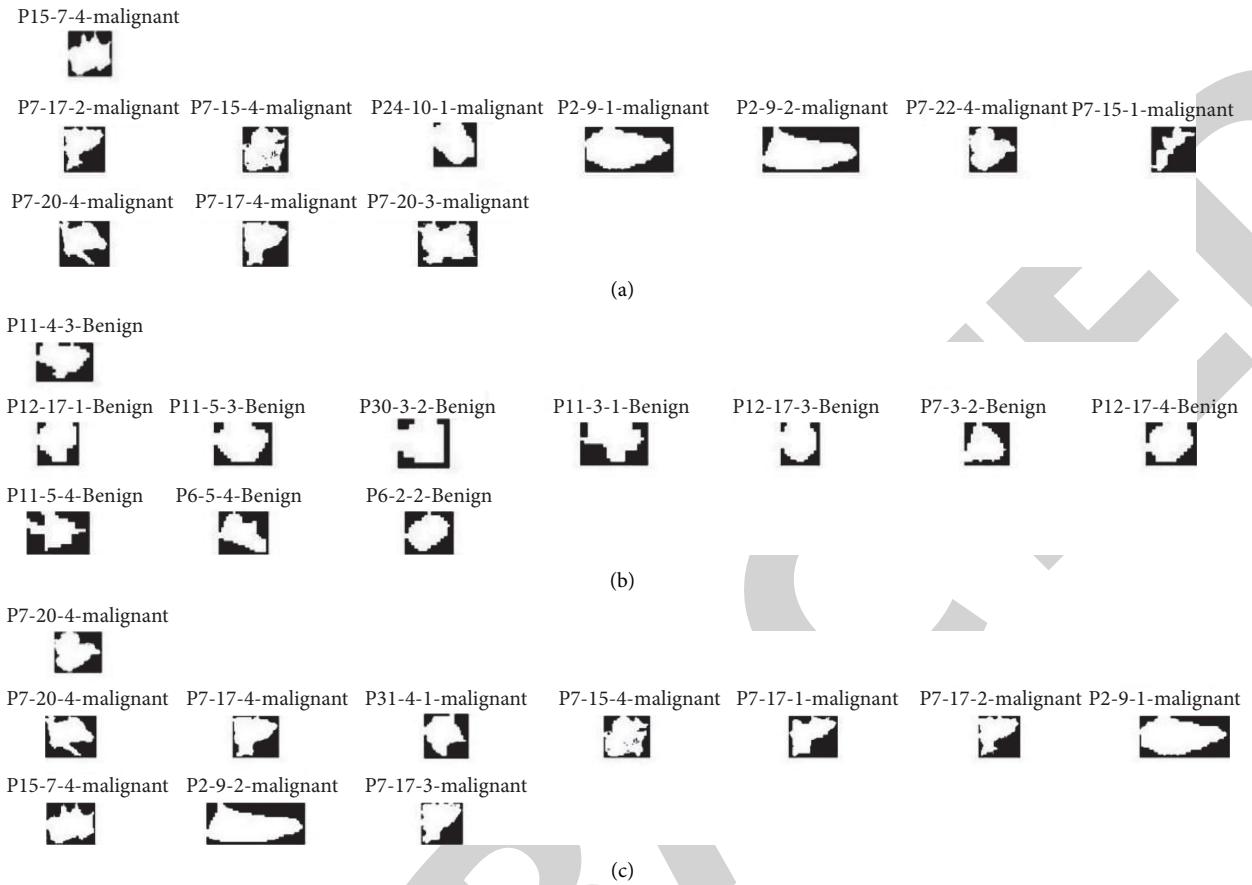 P15-7-4-malignant
P7-17-2-malignant P7-15-4-malignant P24-10-1-malignant P2-9-1-malignant P2-9-2-malignant P7-22-4-malignant P7-15-1-malignant
P7-20-4-malignant P7-17-4-malignant P7-20-3-malignant
(a)
P11-4-3-Benign
P12-17-1-Benign P11-5-3-Benign P30-3-2-Benign P11-3-1-Benign P12-17-3-Benign P7-3-2-Benign P12-17-4-Benign
P11-5-4-Benign P6-5-4-Benign P6-2-2-Benign
(b)
P7-20-4-malignant
P7-20-4-malignant P7-17-4-malignant P31-4-1-malignant P7-15-4-malignant P7-17-1-malignant P7-17-2-malignant P2-9-1-malignant
P15-7-4-malignant P2-9-2-malignant P7-17-3-malignant
(c)